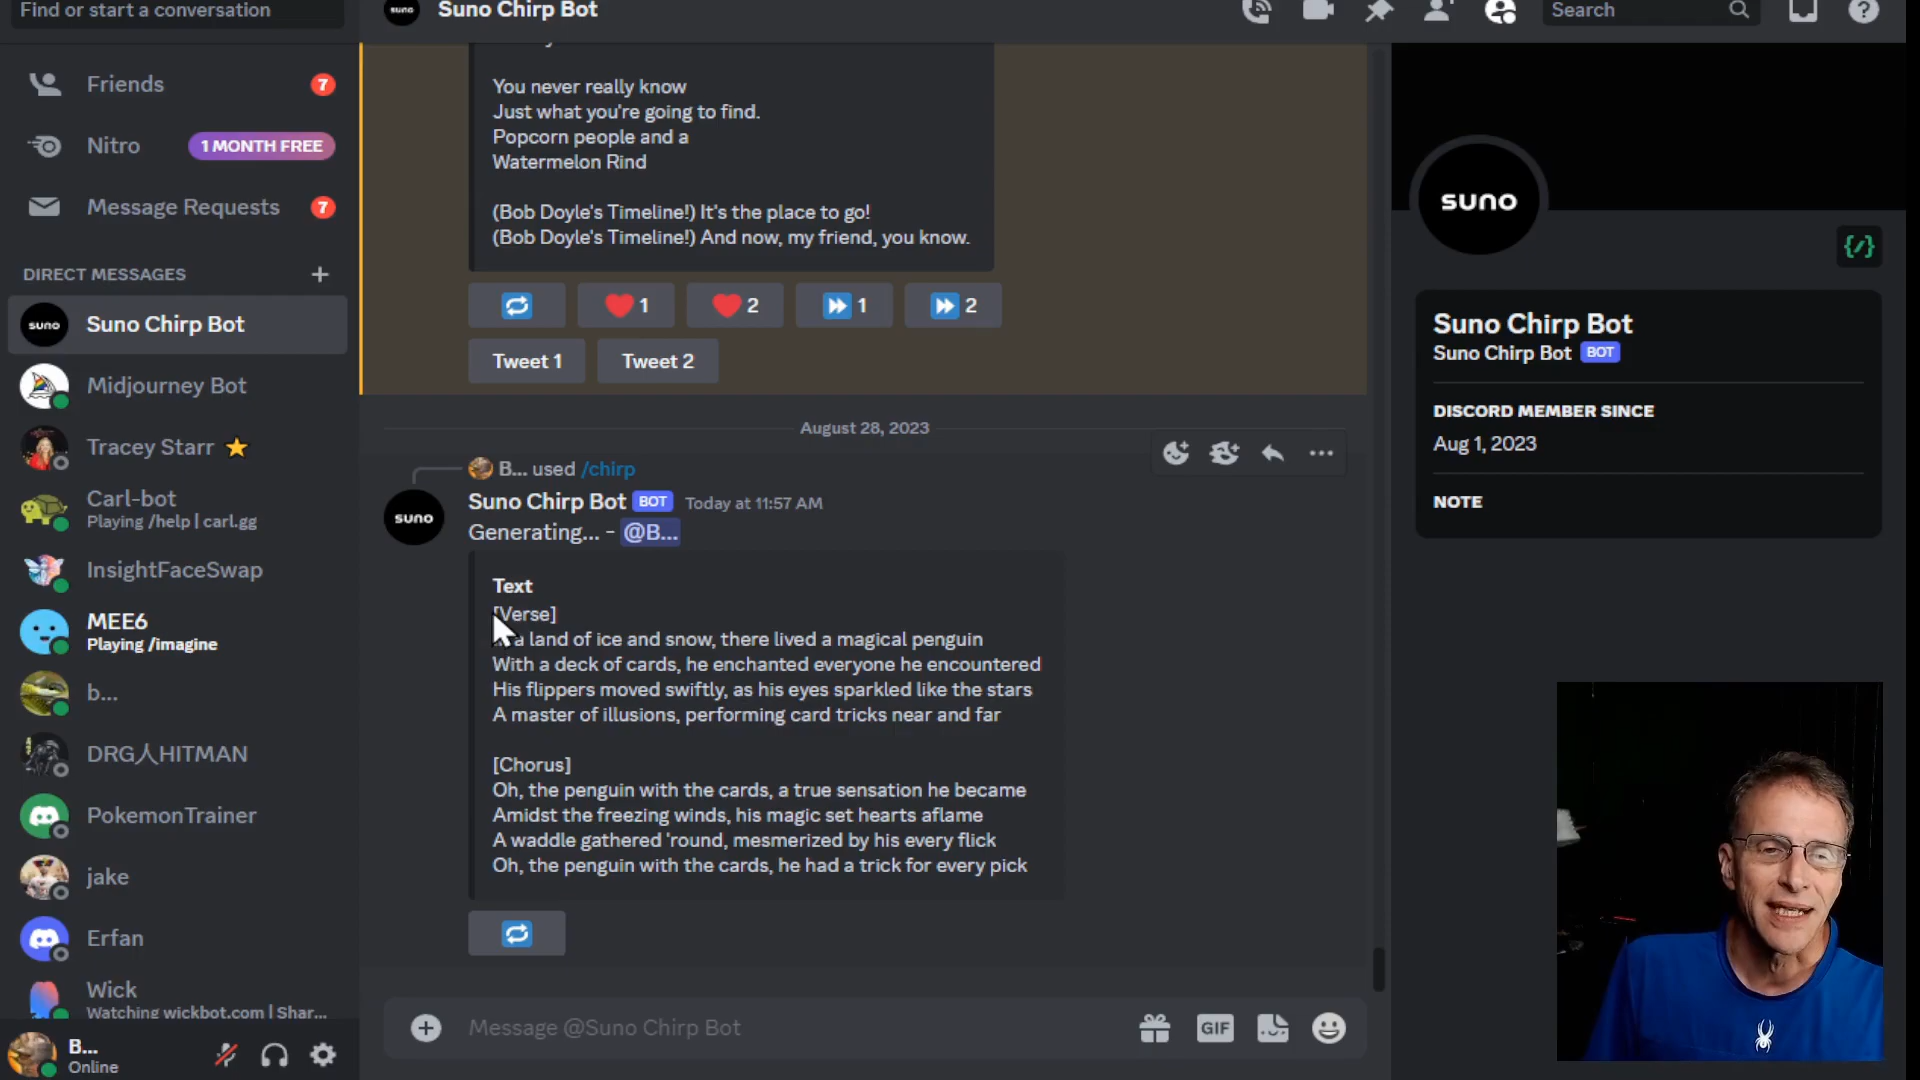 Find or start a conversation
Friends
7
Nitro
1 MONTH FREE
Message Requests
7
DIRECT MESSAGES
suno
Suno Chirp Bot
Midjourney Bot
Tracey Starr
Carl-bot
Playing /help | carl.gg
InsightFaceSwap
MEE6
Playing /imagine
b...
DRG人HITMAN
PokemonTrainer
jake
Erfan
Wick
Watching wickbot.com | Shar...
B...
Online
suno
Suno Chirp Bot
Search
You never really know
Just what you're going to find.
Popcorn people and a
Watermelon Rind
(Bob Doyle's Timeline!) It's the place to go!
(Bob Doyle's Timeline!) And now, my friend, you know.
1
2
1
2
Tweet 1
Tweet 2
August 28, 2023
B... used /chirp
suno
Suno Chirp Bot BOT Today at 11:57 AM
Generating... - @B...
Text
[Verse]
a land of ice and snow, there lived a magical penguin
With a deck of cards, he enchanted everyone he encountered
His flippers moved swiftly, as his eyes sparkled like the stars
A master of illusions, performing card tricks near and far
[Chorus]
Oh, the penguin with the cards, a true sensation he became
Amidst the freezing winds, his magic set hearts aflame
A waddle gathered 'round, mesmerized by his every flick
Oh, the penguin with the cards, he had a trick for every pick
Message @Suno Chirp Bot
GIF
suno
Suno Chirp Bot
Suno Chirp Bot BOT
DISCORD MEMBER SINCE
Aug 1, 2023
NOTE